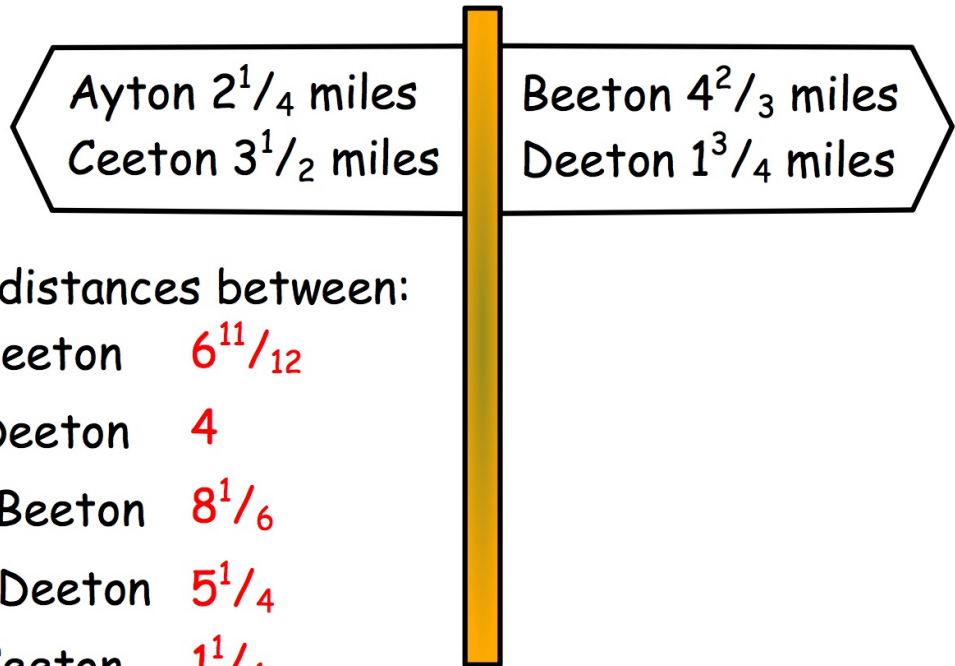 Ayton 2¹/₄ miles
Ceeton 3¹/₂ miles
Beeton 4²/₃ miles
Deeton 1³/₄ miles
distances between:
eeton 6¹¹/₁₂
eeton 4
Beeton 8¹/₆
Deeton 5¹/₄